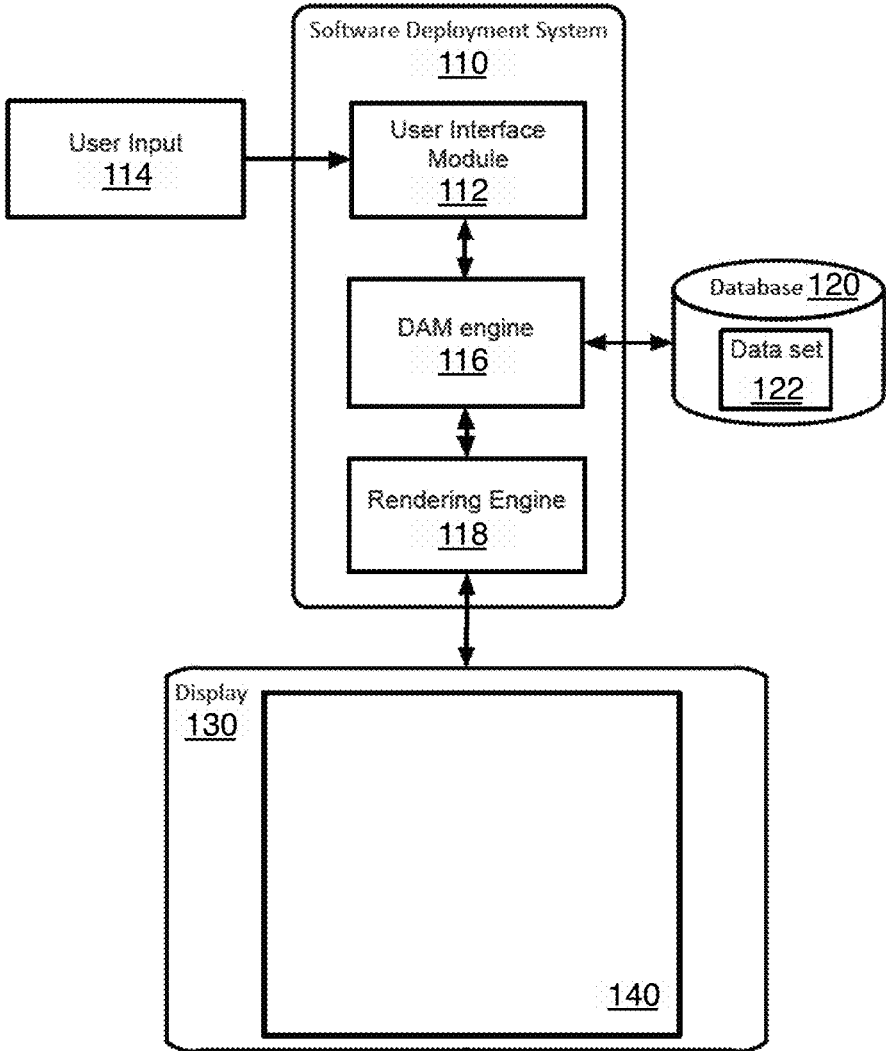 Software Deployment System
110
User Input
114
User Interface
Module
112
DAM engine
116
Database 120
Data set
122
Rendering Engine
118
Display
130
140